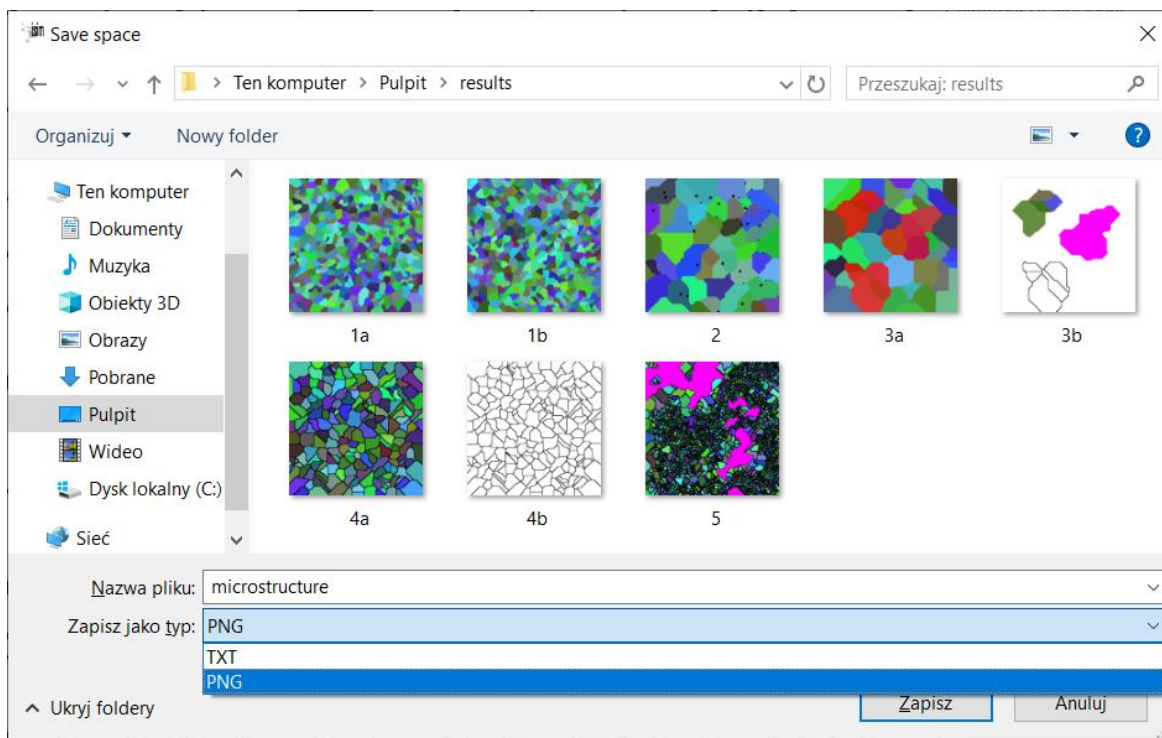 Save space
Ten komputer > Pulpit > results
Przeszukaj: results
Organizuj
Nowy folder
Ten komputer
Dokumenty
Muzyka
Obiekty 3D
Obrazy
Pobrane
Pulpit
Wideo
Dysk lokalny (C:)
Sieć
1a
1b
2
3a
3b
4a
4b
5
Nazwa pliku: microstructure
Zapisz jako typ: PNG
TXT
PNG
Ukryj foldery
Zapisz
Anuluj